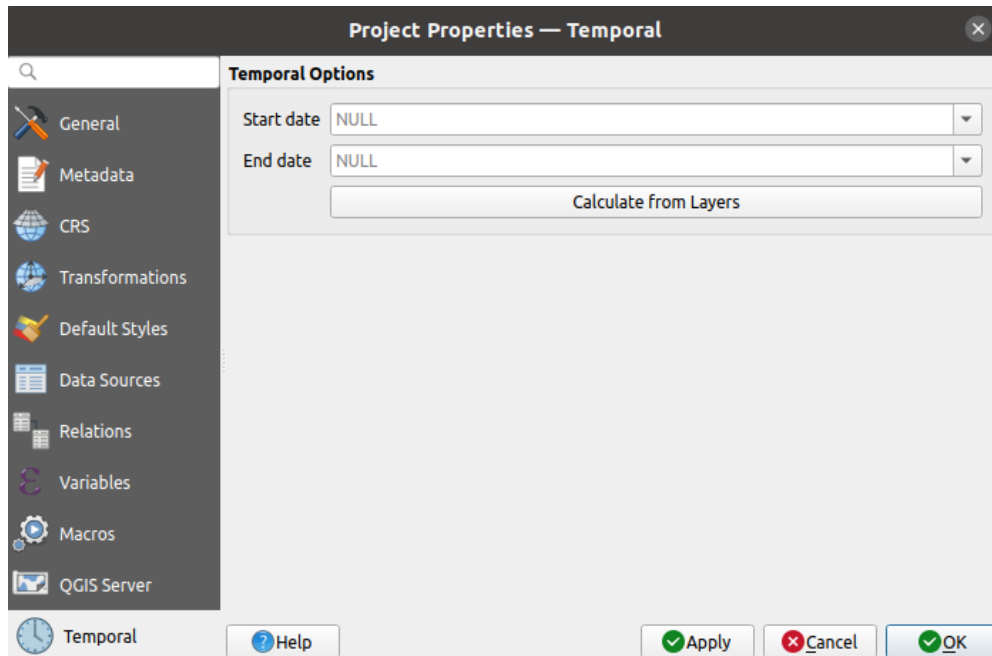 Project Properties — Temporal
General
Metadata
CRS
Transformations
Default Styles
Data Sources
Relations
Variables
Macros
QGIS Server
Temporal
Temporal Options
Start date NULL
End date NULL
Calculate from Layers
Help Apply Cancel OK